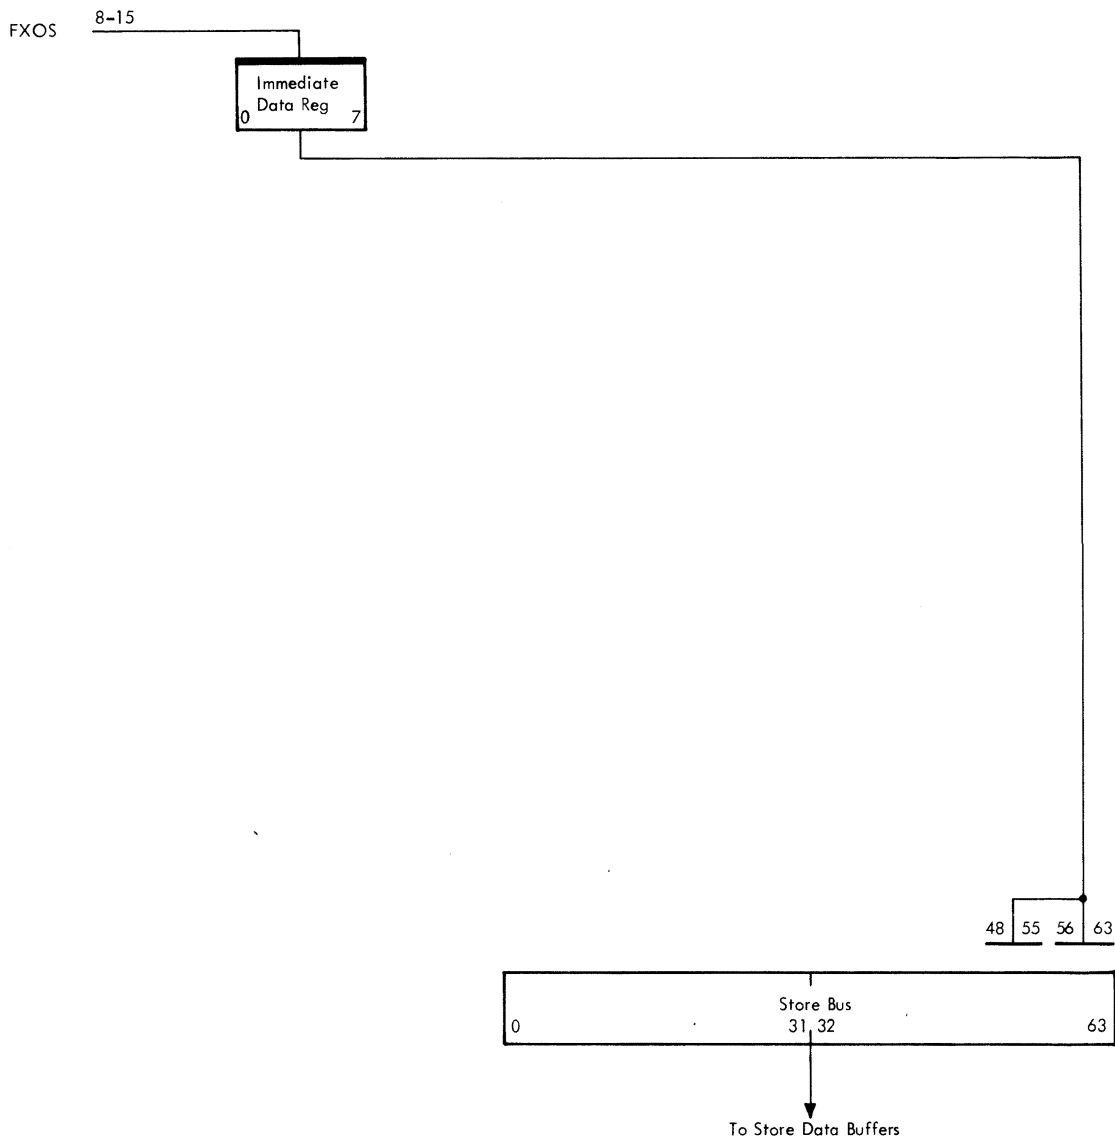 8-15
FXOS
Immediate
Data Reg
0 7
48 55 56 63
Store Bus
0 31 32 63
To Store Data Buffers